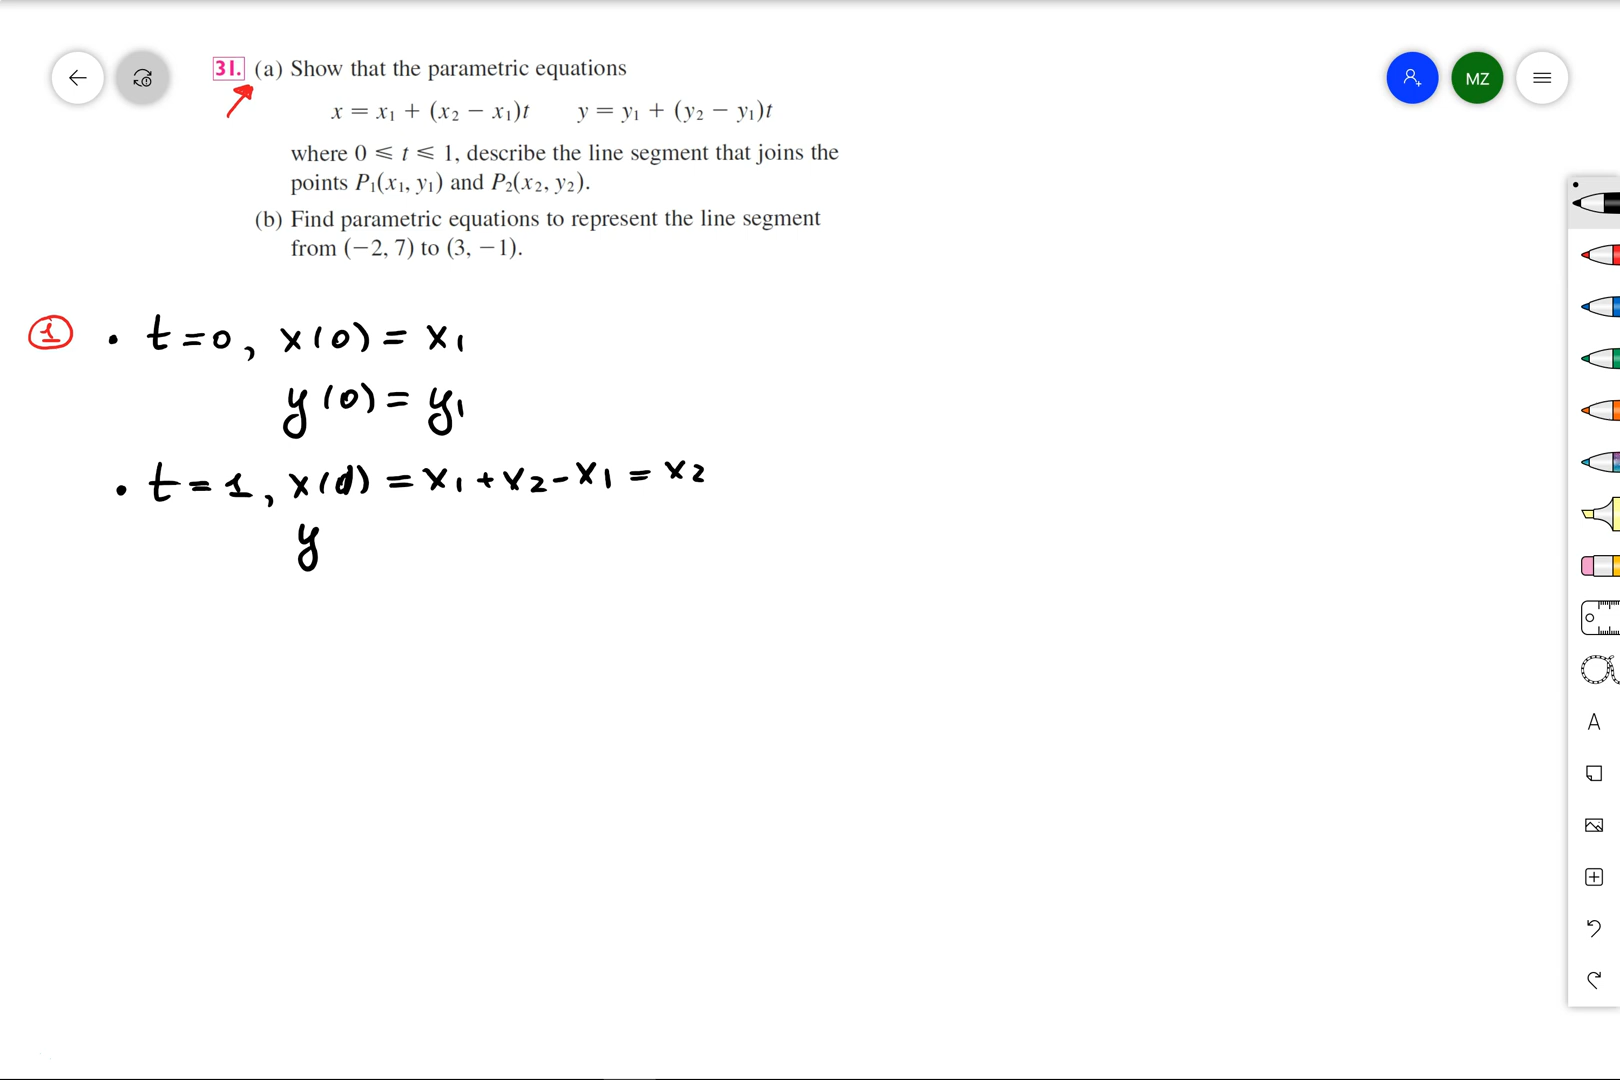 31. (a) Show that the parametric equations
x = x₁ + (x₂ − x₁)t y = y₁ + (y₂ − y₁)t
where 0 ⩽ t ⩽ 1, describe the line segment that joins the
points P₁(x₁, y₁) and P₂(x₂, y₂).
(b) Find parametric equations to represent the line segment
from (−2, 7) to (3, −1).
MZ
① • t=0, x(0) = x₁
y(0) = y₁
• t=1, x(1) = x₁+x₂-x₁ = x₂
y
A